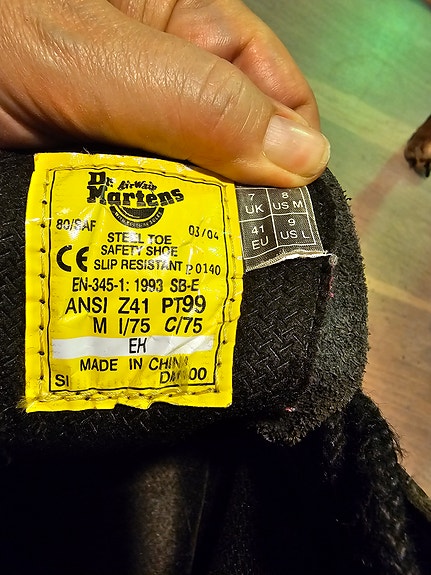 Dr. AirWair
Martens
80/SAF 03/04
STEEL TOE
SAFETY SHOE
CE SLIP RESISTANT P 0140
EN-345-1: 1993 SB-E
ANSI Z41 PT99
M I/75 C/75
EH
MADE IN CHINA
7 UK 8 US M
41 EU 9 US L